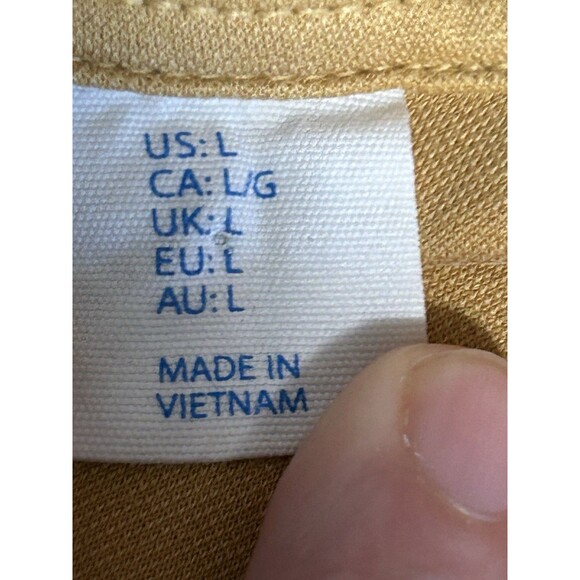 US: L
CA: L/G
UK: L
EU: L
AU: L
MADE IN
VIETNAM